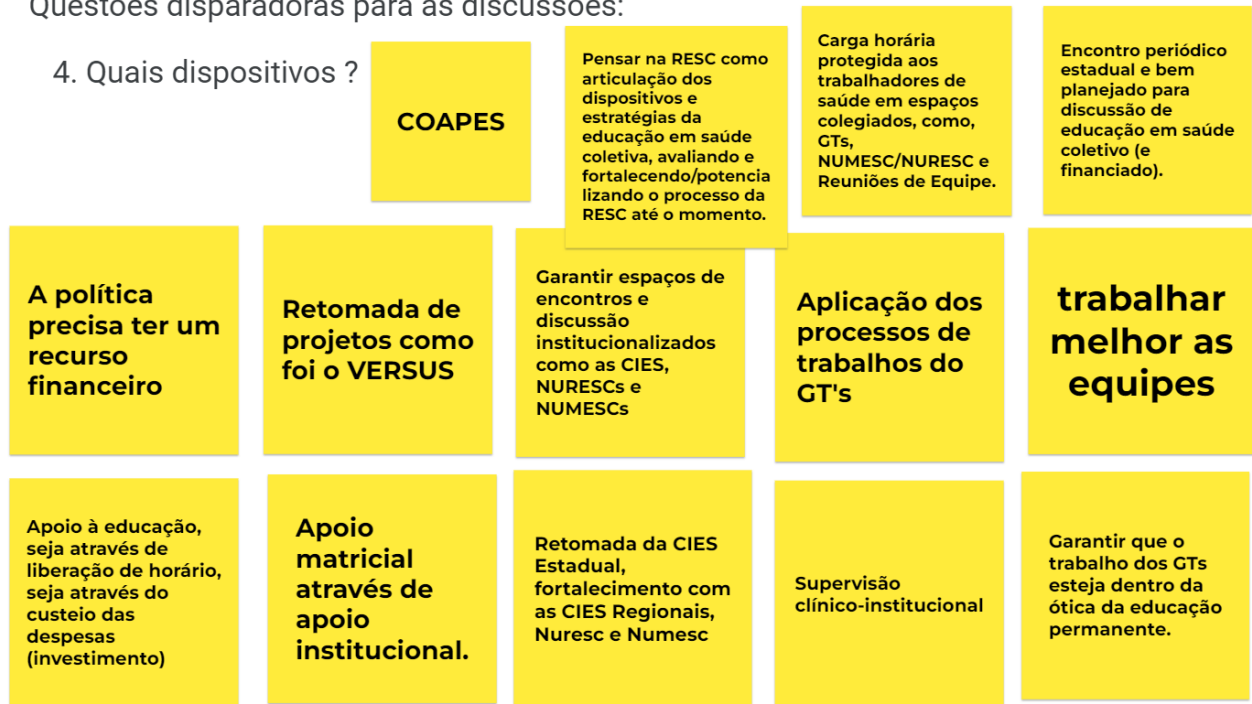 Questões disparadoras para as discussões:
4. Quais dispositivos ?
COAPES
Pensar na RESC como
articulação dos
dispositivos e
estratégias da
educação em saúde
coletiva, avaliando e
fortalecendo/potencia
lizando o processo da
RESC até o momento.
Carga horária
protegida aos
trabalhadores de
saúde em espaços
colegiados, como,
GTs,
NUMESC/NURESC e
Reuniões de Equipe.
Encontro periódico
estadual e bem
planejado para
discussão de
educação em saúde
coletivo (e
financiado).
A política
precisa ter um
recurso
financeiro
Retomada de
projetos como
foi o VERSUS
Garantir espaços de
encontros e
discussão
institucionalizados
como as CIES,
NURESCs e
NUMESCs
Aplicação dos
processos de
trabalhos do
GT's
trabalhar
melhor as
equipes
Apoio à educação,
seja através de
liberação de horário,
seja através do
custeio das
despesas
(investimento)
Apoio
matricial
através de
apoio
institucional.
Retomada da CIES
Estadual,
fortalecimento com
as CIES Regionais,
Nuresc e Numesc
Supervisão
clínico-institucional
Garantir que o
trabalho dos GTs
esteja dentro da
ótica da educação
permanente.